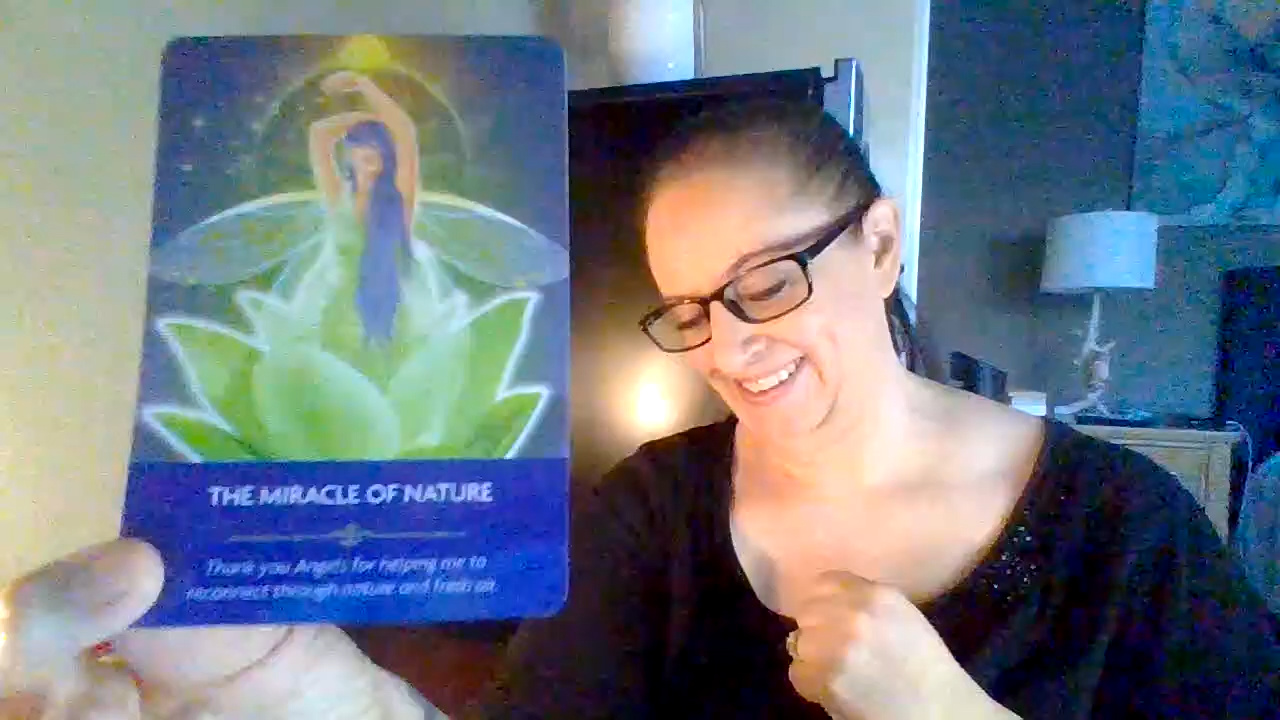 THE MIRACLE OF NATURE
Thank you Angels for helping me to
reconnect through nature and fresh air.